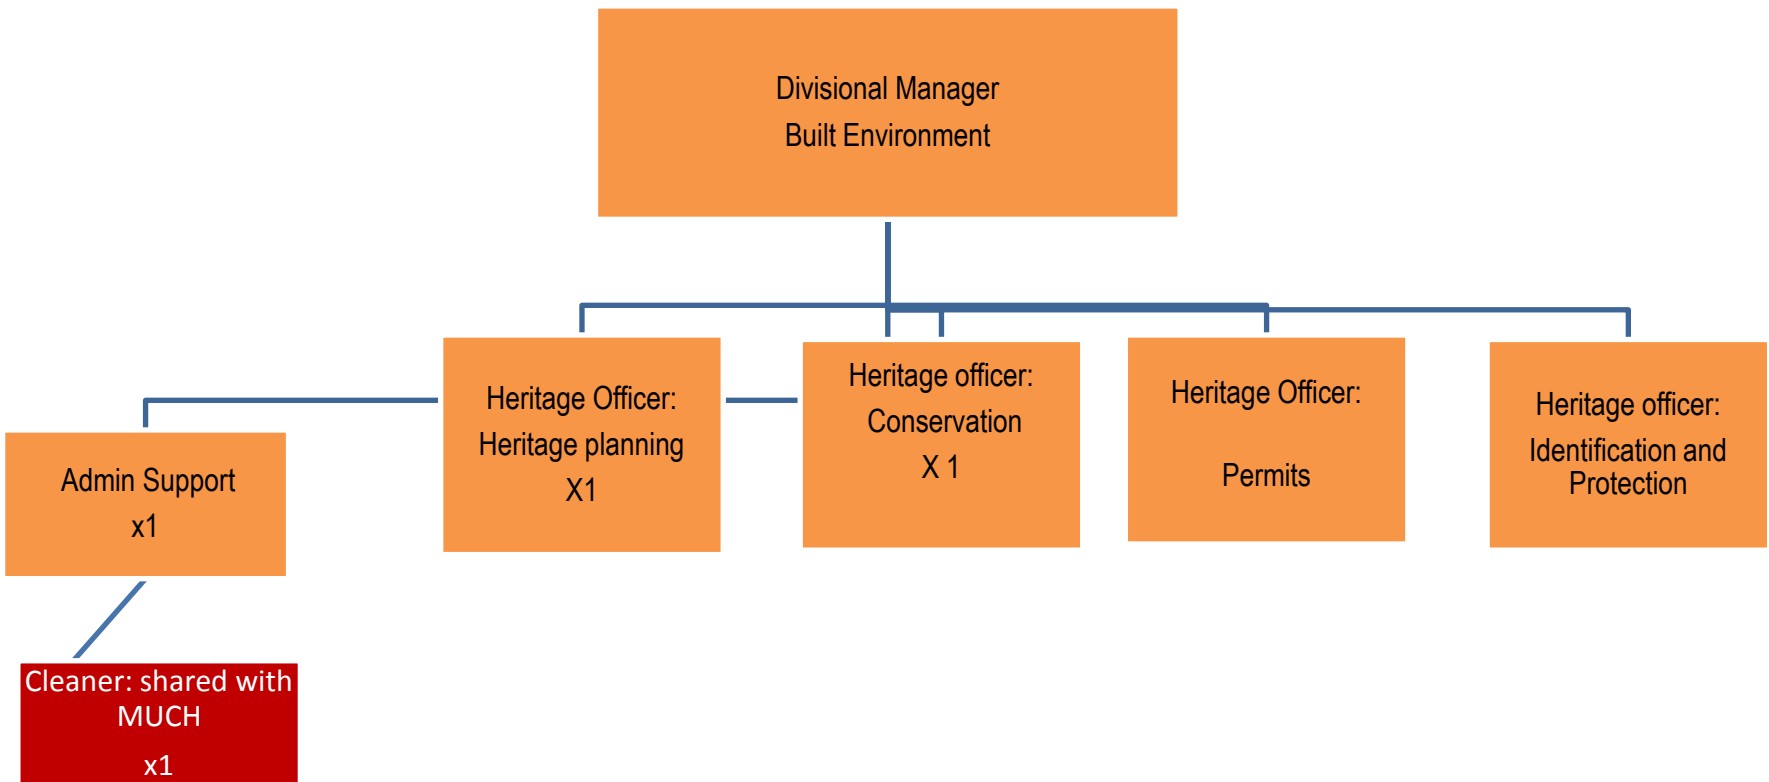 Divisional Manager
Built Environment
Admin Support
x1
Heritage Officer:
Heritage planning
X1
Heritage officer:
Conservation
X 1
Heritage Officer:
Permits
Heritage officer:
Identification and
Protection
Cleaner: shared with
MUCH
x1